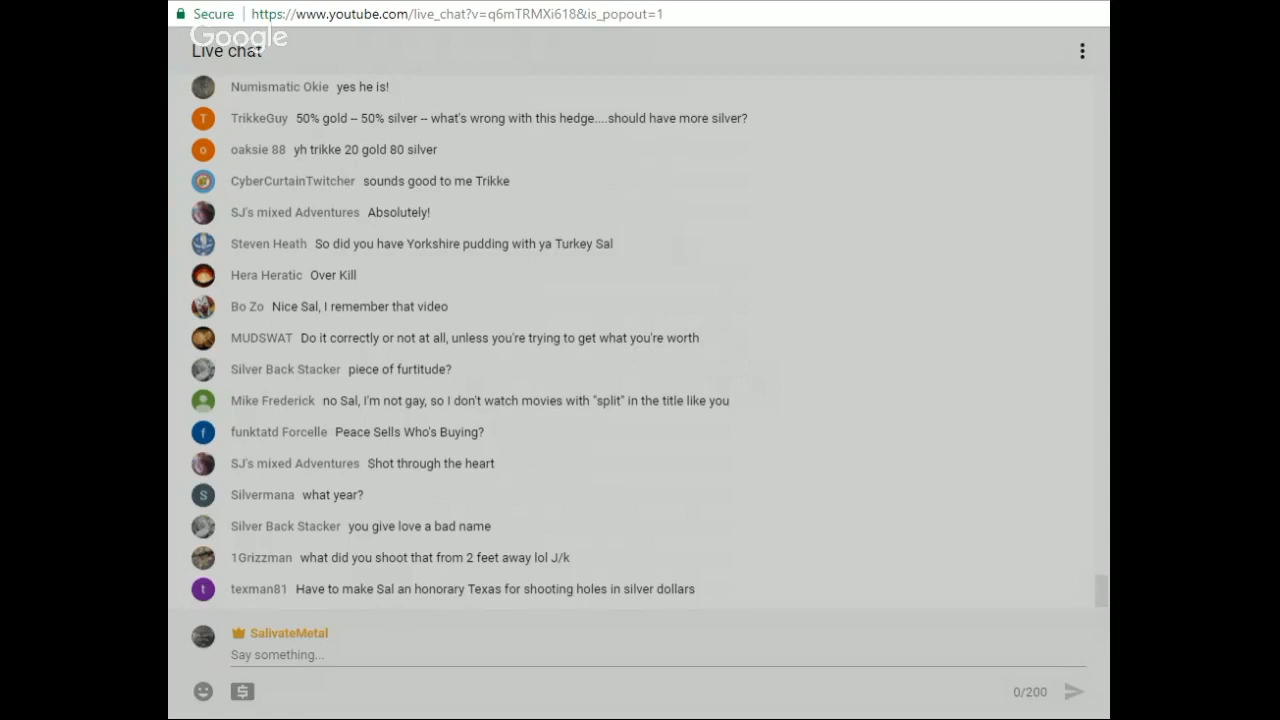 Secure https://www.youtube.com/live_chat?v=q6mTRMXi618&is_popout=1
Google
Live chat
Numismatic Okie yes he is!
T TrikkeGuy 50% gold -- 50% silver -- what's wrong with this hedge....should have more silver?
o oaksie 88 yh trikke 20 gold 80 silver
CyberCurtainTwitcher sounds good to me Trikke
SJ's mixed Adventures Absolutely!
Steven Heath So did you have Yorkshire pudding with ya Turkey Sal
Hera Heratic Over Kill
Bo Zo Nice Sal, I remember that video
MUDSWAT Do it correctly or not at all, unless you're trying to get what you're worth
Silver Back Stacker piece of furtitude?
Mike Frederick no Sal, I'm not gay, so I don't watch movies with "split" in the title like you
f funktatd Forcelle Peace Sells Who's Buying?
SJ's mixed Adventures Shot through the heart
S Silvermana what year?
Silver Back Stacker you give love a bad name
1Grizzman what did you shoot that from 2 feet away lol J/k
t texman81 Have to make Sal an honorary Texas for shooting holes in silver dollars
SalivateMetal
Say something...
$ 0/200